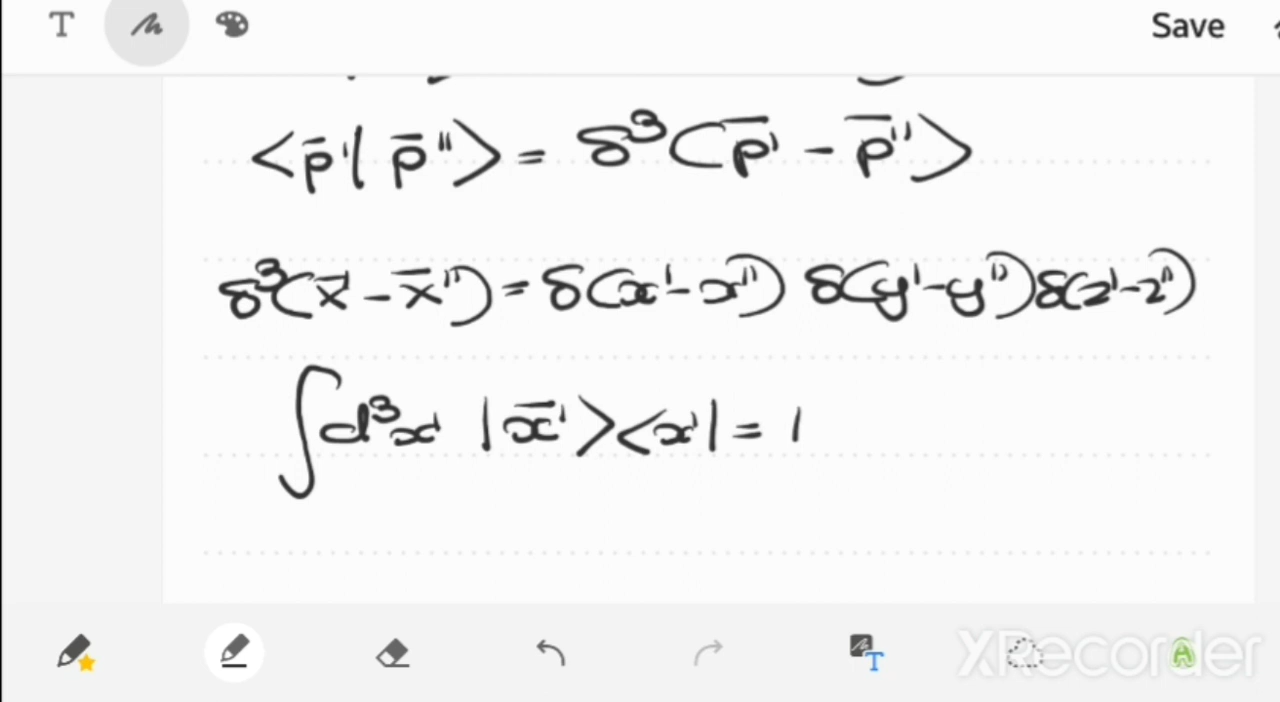 T Save
<p̄'| p̄''> = δ³(p̄' - p̄''>
δ³(x̄' - x̄'') = δ(x' - x'') δ(y' - y'') δ(z' - z'')
∫d³x' |x̄'><x'| = 1
T XRecorder